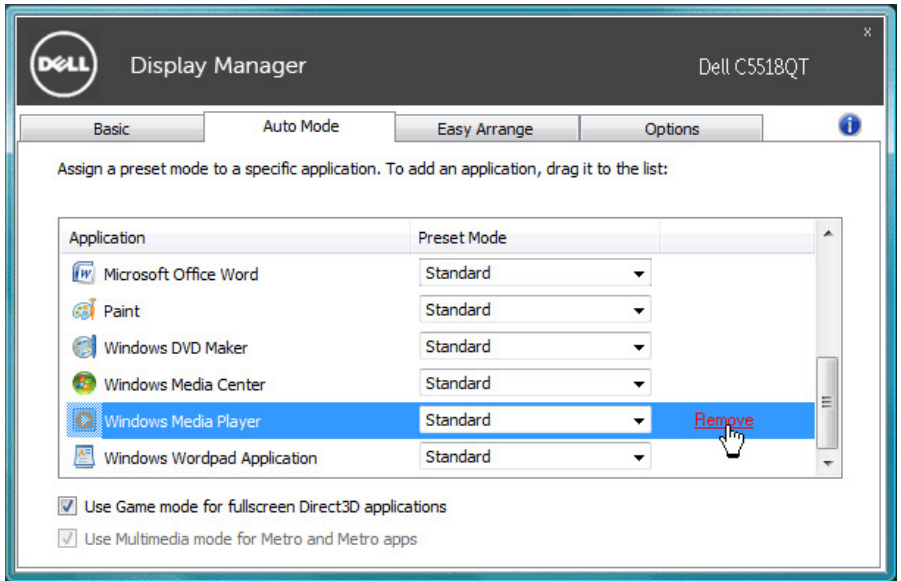 DELL Display Manager Dell C5518QT x
Basic Auto Mode Easy Arrange Options i
Assign a preset mode to a specific application. To add an application, drag it to the list:
Application Preset Mode
Microsoft Office Word Standard
Paint Standard
Windows DVD Maker Standard
Windows Media Center Standard
Windows Media Player Standard Remove
Windows Wordpad Application Standard
Use Game mode for fullscreen Direct3D applications
Use Multimedia mode for Metro and Metro apps